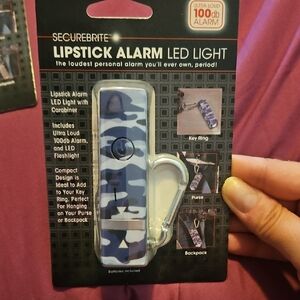 SECUREBRITE
ULTRA LOUD
100db
ALARM
LIPSTICK ALARM LED LIGHT
The loudest personal alarm you'll ever own, period!
Lipstick Alarm
LED Light with
Carabiner
Includes
Ultra Loud
100db Alarm,
and LED
Flashlight
Compact
Design is
Ideal to Add
to Your Key
Ring. Perfect
For Hanging
on Your Purse
or Backpack
Key Ring
Purse
Backpack
Batteries Included